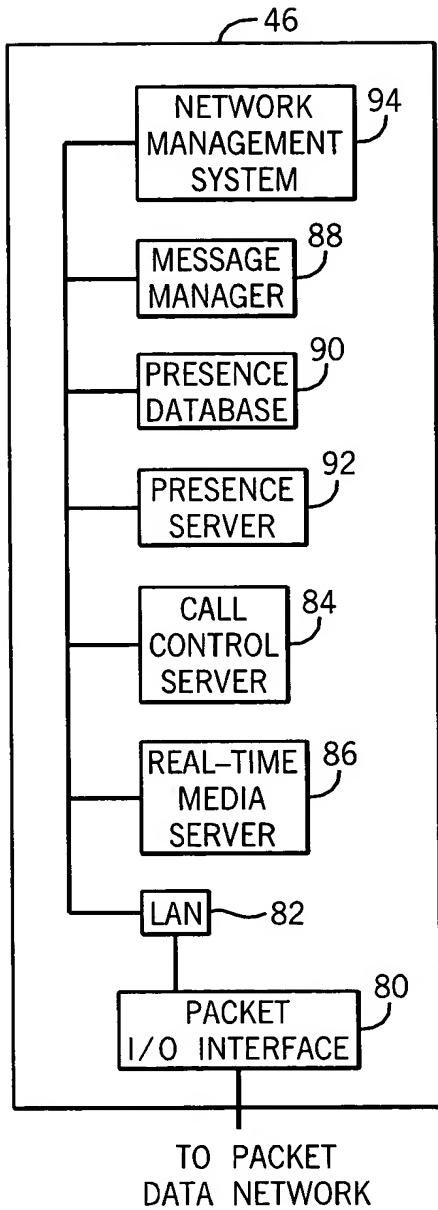 46
NETWORK
MANAGEMENT
SYSTEM
94
MESSAGE
MANAGER
88
PRESENCE
DATABASE
90
PRESENCE
SERVER
92
CALL
CONTROL
SERVER
84
REAL-TIME
MEDIA
SERVER
86
LAN
82
PACKET
I/O INTERFACE
80
TO PACKET
DATA NETWORK